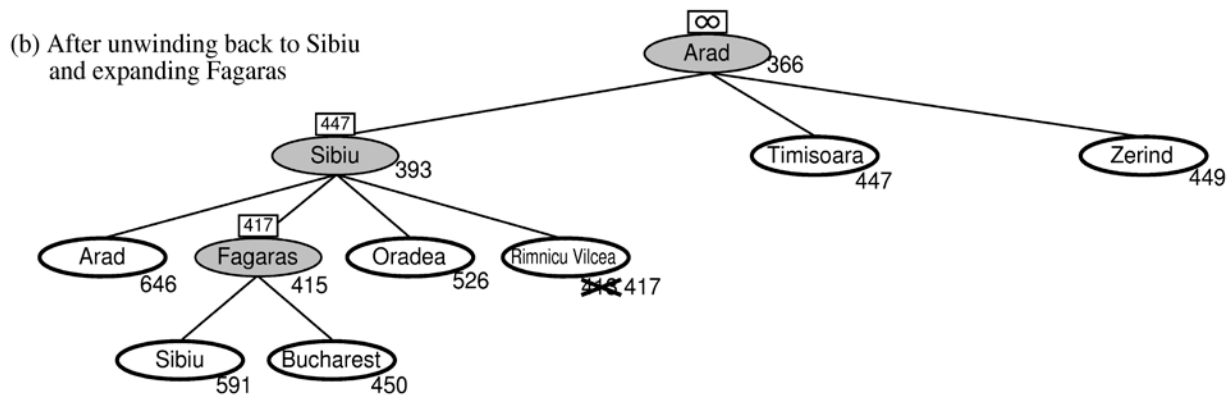 (b) After unwinding back to Sibiu
and expanding Fagaras
∞
Arad
366
447
Sibiu
393
Timisoara
447
Zerind
449
Arad
646
417
Fagaras
415
Oradea
526
Rimnicu Vilcea
413 417
Sibiu
591
Bucharest
450